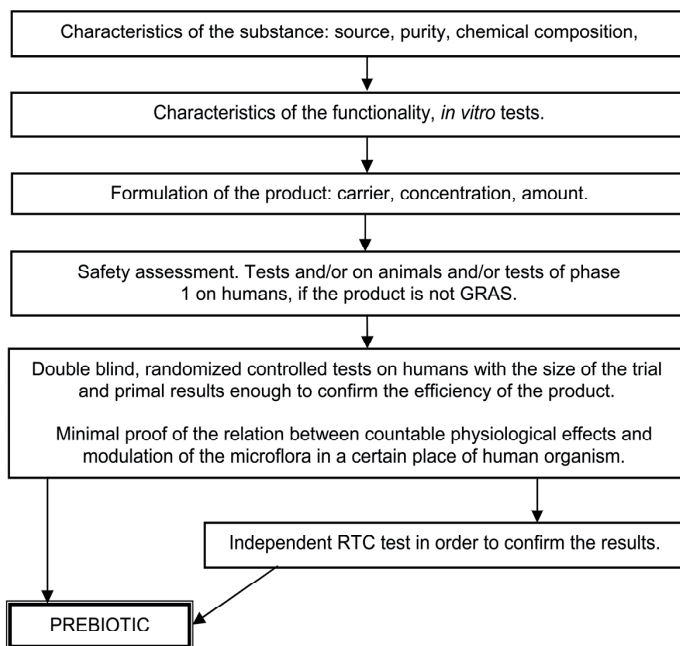 Characteristics of the substance: source, purity, chemical composition,
Characteristics of the functionality, in vitro tests.
Formulation of the product: carrier, concentration, amount.
Safety assessment. Tests and/or on animals and/or tests of phase
1 on humans, if the product is not GRAS.
Double blind, randomized controlled tests on humans with the size of the trial
and primal results enough to confirm the efficiency of the product.
Minimal proof of the relation between countable physiological effects and
modulation of the microflora in a certain place of human organism.
Independent RTC test in order to confirm the results.
PREBIOTIC